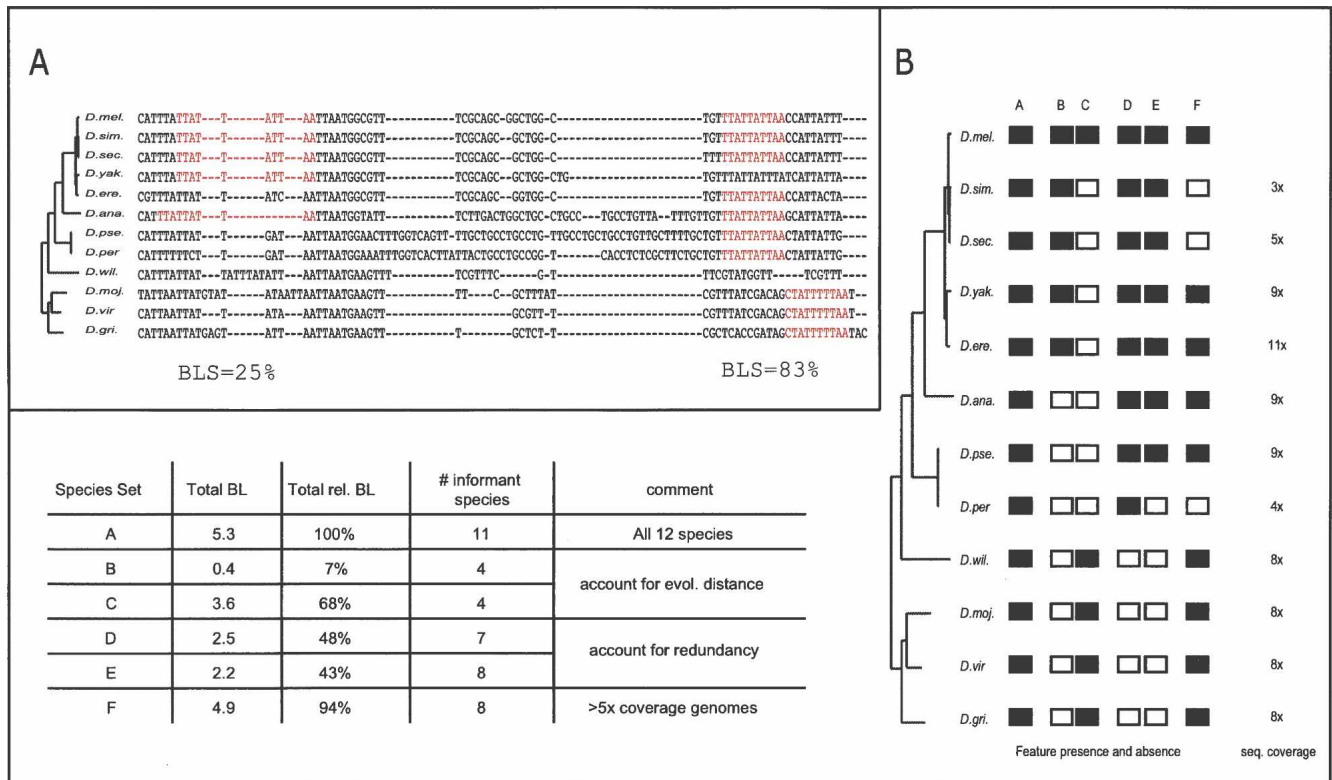 A
D.mel. CATTTATTAT---T------ATT---AATTAATGGCGTT-----------TCGCAGC-GGCTGG-C-------------------------TGTTTATTATTAACCATTATTT----
D.sim. CATTTATTAT---T------ATT---AATTAATGGCGTT-----------TCGCAGC--GCTGG-C-------------------------TGTTTATTATTAACCATTATTT----
D.sec. CATTTATTAT---T------ATT---AATTAATGGCGTT-----------TCGCAGC--GCTGG-C-------------------------TTTTTATTATTAACCATTATTT----
D.yak. CATTTATTAT---T------ATT---AATTAATGGCGTT-----------TCGCAGC--GGCTGG-CTG-----------------------TGTTTATTATTTATCATTATTA----
D.ere. CGTTTATTAT---T------ATC---AATTAATGGCGTT-----------TCGCAGC--GCTGG-C-------------------------TGTTTATTATTAACCATTACTA----
D.ana. CATTTATTAT---T------------AATTAATGGTATT-----------TCTTGACTGGCTGC-CTGCC---TGCCTGTTA--TTTGTTGTTTATTATTAAGCATTATTA----
D.pse. CATTTATTAT---T------GAT---AATTAATGGAACTTTGGTCAGTT-TTGCTGCCTGCCTG-TTGCCTGCTGCCTGTTGCTTTTGCTGTTTATTATTAACTATTATTG----
D.per CATTTTTTCT---T------GAT---AATTAATGGAAATTTGGTCACTTATTACTGCCTGCCGGT-T-------CACCTCTCGCTTCTGCTGTTTATTATTAACTATTATTG----
D.wil. CATTTATTAT---TATTTATATT---AATTAATGAAGTTT----------TCGTTTC-----G-T-------------------------TTCGTATGGTT-----TCGTTT----
D.moj. TATTAATTATGTAT-----ATAATTAATTAATGAAGTT-----------TT---C-GCTTTAT--------------------------CGTTTATCGACAGCTATTTTTAAT---
D.vir CATTAATTAT---T------ATA---AATTAATGAAGTT-----------------GCGTT-T--------------------------CGTTTATCGACAGCTATTTTTAAT---
D.gri. CATTAATTATGAGT------ATT---AATTAATGAAGTT-----------T-----GCTCT-T--------------------------CGCTCACCGATAGCTATTTTTAATAC
BLS=25% BLS=83%
Species Set Total BL Total rel. BL # informant species comment
A 5.3 100% 11 All 12 species
B 0.4 7% 4 account for evol. distance
C 3.6 68% 4
D 2.5 48% 7 account for redundancy
E 2.2 43% 8
F 4.9 94% 8 >5x coverage genomes
B
A B C D E F
D.mel.
D.sim. 3x
D.sec. 5x
D.yak. 9x
D.ere. 11x
D.ana. 9x
D.pse. 9x
D.per 4x
D.wil. 8x
D.moj. 8x
D.vir 8x
D.gri. 8x
Feature presence and absence seq. coverage